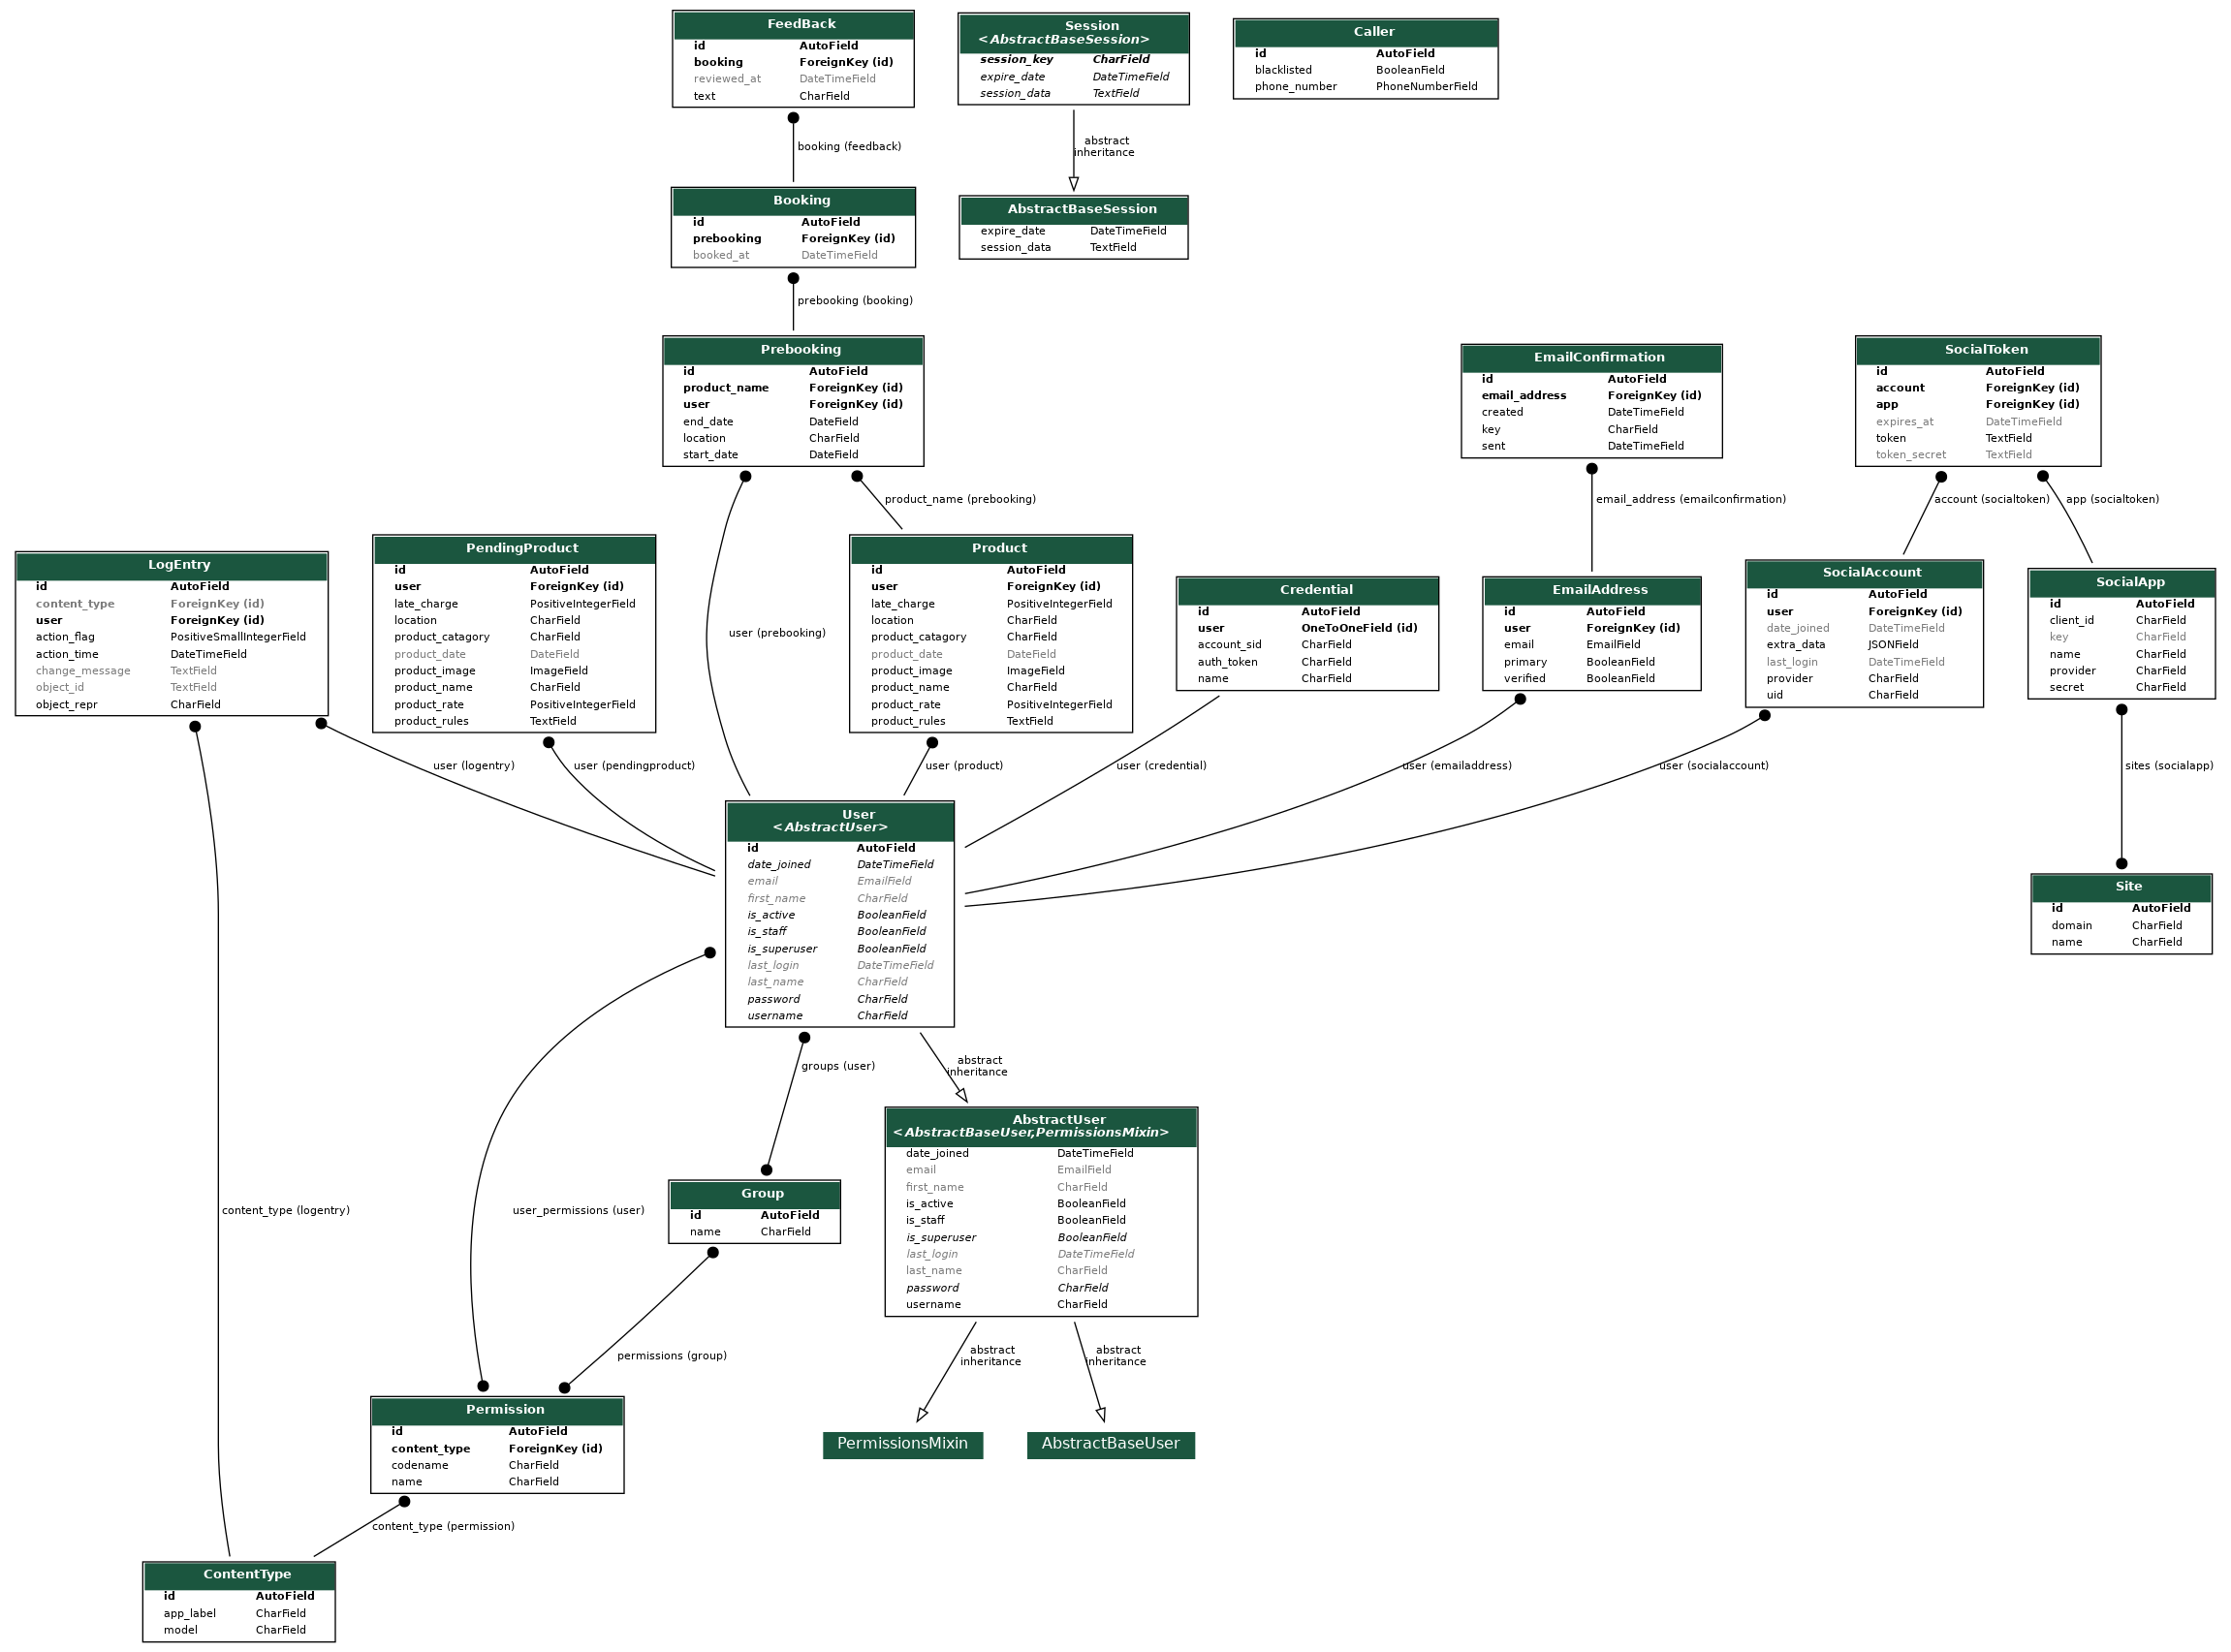 FeedBack
id AutoField
booking ForeignKey (id)
reviewed_at DateTimeField
text CharField
Session
<AbstractBaseSession>
session_key CharField
expire_date DateTimeField
session_data TextField
Caller
id AutoField
blacklisted BooleanField
phone_number PhoneNumberField
booking (feedback)
abstract
inheritance
Booking
id AutoField
prebooking ForeignKey (id)
booked_at DateTimeField
AbstractBaseSession
expire_date DateTimeField
session_data TextField
prebooking (booking)
Prebooking
id AutoField
product_name ForeignKey (id)
user ForeignKey (id)
end_date DateField
location CharField
start_date DateField
EmailConfirmation
id AutoField
email_address ForeignKey (id)
created DateTimeField
key CharField
sent DateTimeField
SocialToken
id AutoField
account ForeignKey (id)
app ForeignKey (id)
expires_at DateTimeField
token TextField
token_secret TextField
product_name (prebooking)
email_address (emailconfirmation)
account (socialtoken)
app (socialtoken)
LogEntry
id AutoField
content_type ForeignKey (id)
user ForeignKey (id)
action_flag PositiveSmallIntegerField
action_time DateTimeField
change_message TextField
object_id TextField
object_repr CharField
PendingProduct
id AutoField
user ForeignKey (id)
late_charge PositiveIntegerField
location CharField
product_catagory CharField
product_date DateField
product_image ImageField
product_name CharField
product_rate PositiveIntegerField
product_rules TextField
user (prebooking)
Product
id AutoField
user ForeignKey (id)
late_charge PositiveIntegerField
location CharField
product_catagory CharField
product_date DateField
product_image ImageField
product_name CharField
product_rate PositiveIntegerField
product_rules TextField
Credential
id AutoField
user OneToOneField (id)
account_sid CharField
auth_token CharField
name CharField
EmailAddress
id AutoField
user ForeignKey (id)
email EmailField
primary BooleanField
verified BooleanField
SocialAccount
id AutoField
user ForeignKey (id)
date_joined DateTimeField
extra_data JSONField
last_login DateTimeField
provider CharField
uid CharField
SocialApp
id AutoField
client_id CharField
key CharField
name CharField
provider CharField
secret CharField
user (logentry)
user (pendingproduct)
user (product)
user (credential)
user (emailaddress)
user (socialaccount)
sites (socialapp)
User
<AbstractUser>
id AutoField
date_joined DateTimeField
email EmailField
first_name CharField
is_active BooleanField
is_staff BooleanField
is_superuser BooleanField
last_login DateTimeField
last_name CharField
password CharField
username CharField
Site
id AutoField
domain CharField
name CharField
groups (user)
abstract
inheritance
AbstractUser
<AbstractBaseUser,PermissionsMixin>
date_joined DateTimeField
email EmailField
first_name CharField
is_active BooleanField
is_staff BooleanField
is_superuser BooleanField
last_login DateTimeField
last_name CharField
password CharField
username CharField
content_type (logentry)
user_permissions (user)
Group
id AutoField
name CharField
permissions (group)
abstract
inheritance
abstract
inheritance
Permission
id AutoField
content_type ForeignKey (id)
codename CharField
name CharField
PermissionsMixin
AbstractBaseUser
content_type (permission)
ContentType
id AutoField
app_label CharField
model CharField